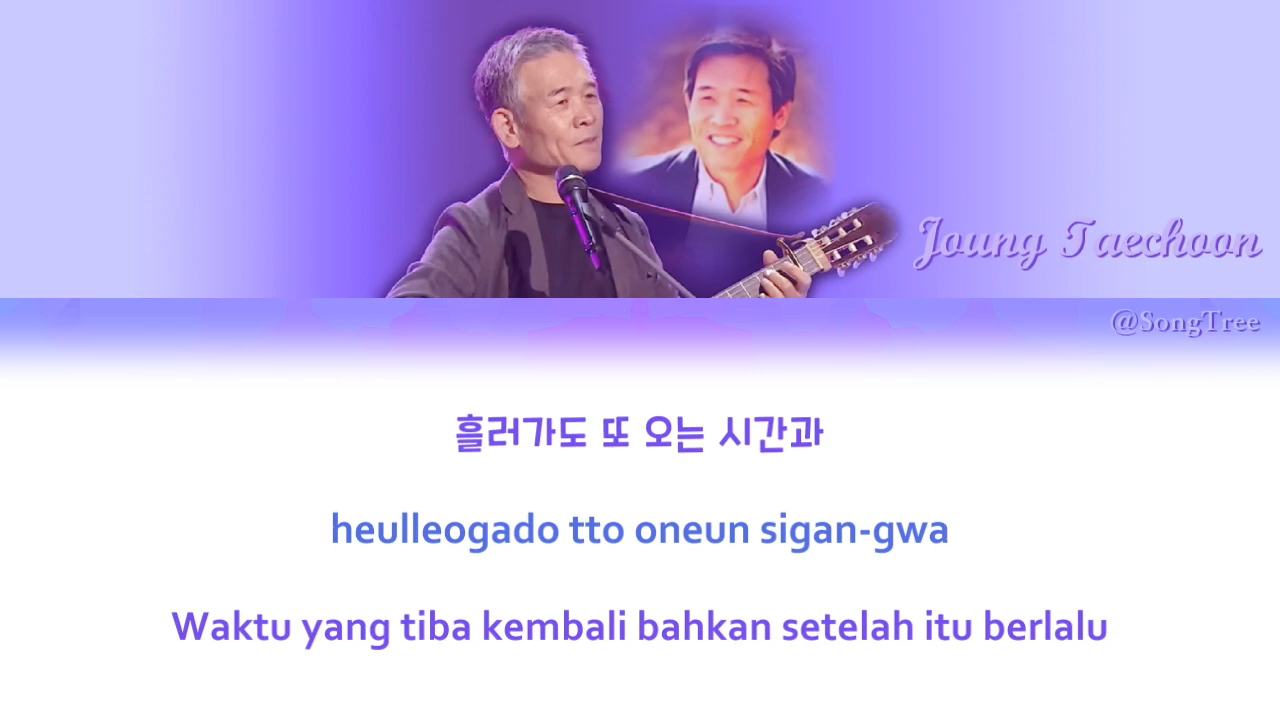 Joung Taechoon
@SongTree
흘러가도 또 오는 시간과
heulleogado tto oneun sigan-gwa
Waktu yang tiba kembali bahkan setelah itu berlalu